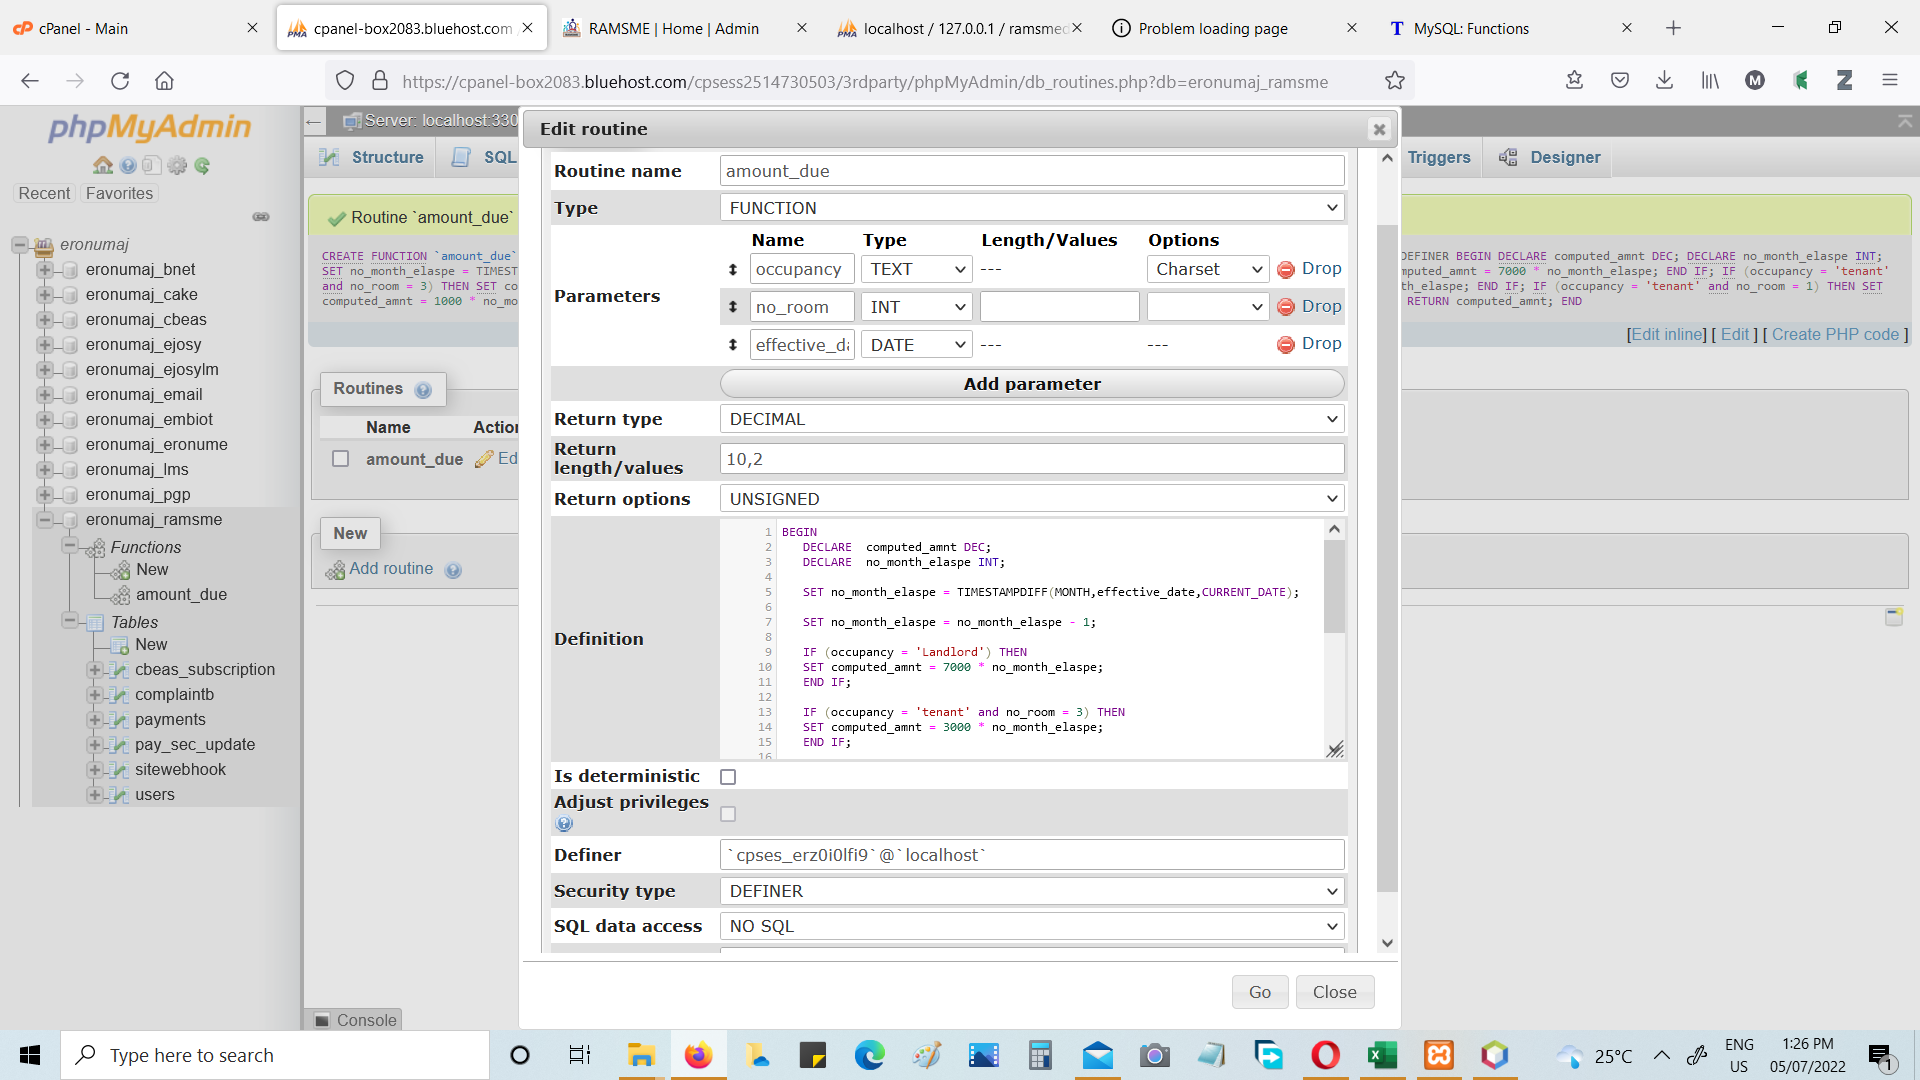 cPanel - Main
cpanel-box2083.bluehost.com
RAMSME | Home | Admin
localhost / 127.0.0.1 / ramsmed
Problem loading page
MySQL: Functions
https://cpanel-box2083.bluehost.com/cpsess2514730503/3rdparty/phpMyAdmin/db_routines.php?db=eronumaj_ramsme
phpMyAdmin
Recent
Favorites
eronumaj
eronumaj_bnet
eronumaj_cake
eronumaj_cbeas
eronumaj_ejosy
eronumaj_ejosylm
eronumaj_email
eronumaj_embiot
eronumaj_eronume
eronumaj_lms
eronumaj_pgp
eronumaj_ramsme
Functions
New
amount_due
Tables
New
cbeas_subscription
complaintb
payments
pay_sec_update
sitewebhook
users
Server: localhost:330
Structure
SQL
Triggers
Designer
Routine `amount_due`
CREATE FUNCTION `amount_due`
SET no_month_elaspe = TIMEST
and no_room = 3) THEN SET co
computed_amnt = 1000 * no_mo
DEFINER BEGIN DECLARE computed_amt DEC; DECLARE no_month_elaspe INT;
mputed_amt = 7000 * no_month_elaspe; END IF; IF (occupancy = 'tenant'
th_elaspe; END IF; IF (occupancy = 'tenant' and no_room = 1) THEN SET
RETURN computed_amt; END
[Edit inline] [ Edit ] [ Create PHP code ]
Routines
Name
Action
amount_due
Ed
New
Add routine
Console
Edit routine
Routine name
amount_due
Type
FUNCTION
Parameters
Name Type Length/Values Options
occupancy TEXT --- Charset Drop
no_room INT Drop
effective_da DATE --- --- Drop
Add parameter
Return type
DECIMAL
Return length/values
10,2
Return options
UNSIGNED
Definition
1 BEGIN
2 DECLARE computed_amnt DEC;
3 DECLARE no_month_elaspe INT;
4
5 SET no_month_elaspe = TIMESTAMPDIFF(MONTH,effective_date,CURRENT_DATE);
6
7 SET no_month_elaspe = no_month_elaspe - 1;
8
9 IF (occupancy = 'Landlord') THEN
10 SET computed_amnt = 7000 * no_month_elaspe;
11 END IF;
12
13 IF (occupancy = 'tenant' and no_room = 3) THEN
14 SET computed_amnt = 3000 * no_month_elaspe;
15 END IF;
16
Is deterministic
Adjust privileges
Definer
`cpses_erz0i0lfi9`@`localhost`
Security type
DEFINER
SQL data access
NO SQL
Go
Close
Type here to search
25°C
ENG
US
1:26 PM
05/07/2022
1